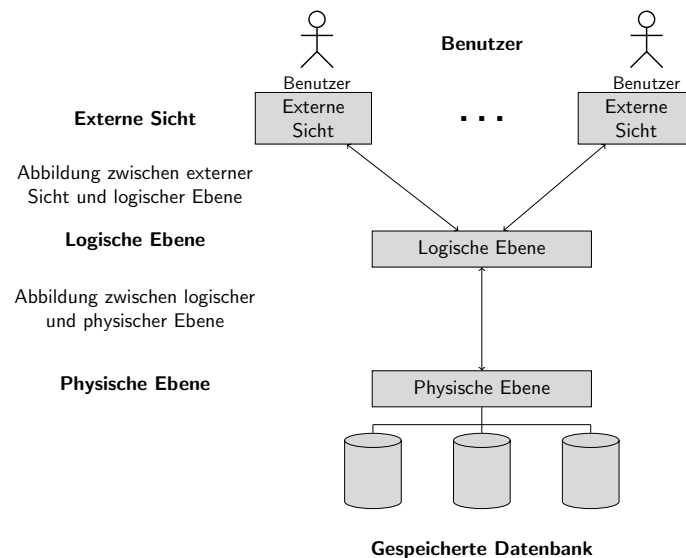 Benutzer
Benutzer
Benutzer
Externe Sicht
Externe
Sicht
. . .
Externe
Sicht
Abbildung zwischen externer
Sicht und logischer Ebene
Logische Ebene
Logische Ebene
Abbildung zwischen logischer
und physischer Ebene
Physische Ebene
Physische Ebene
Gespeicherte Datenbank